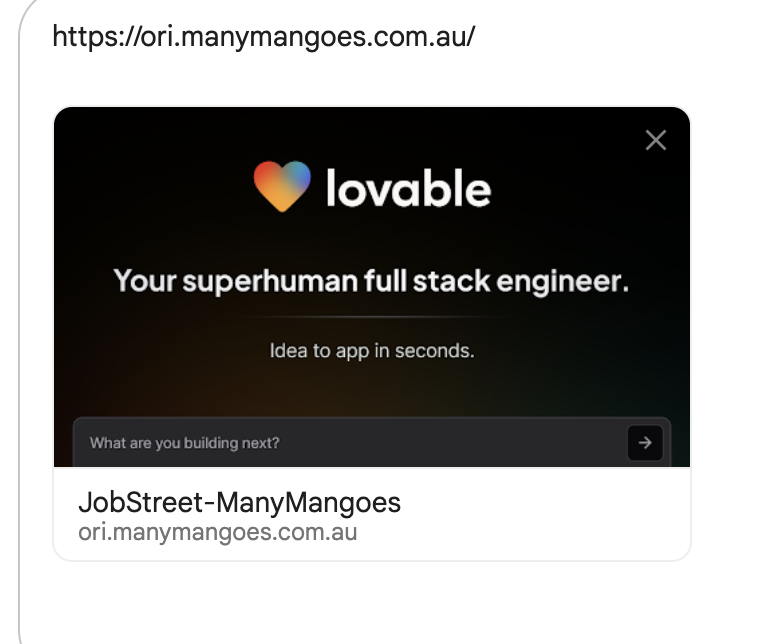 https://ori.manymangoes.com.au/
lovable
Your superhuman full stack engineer.
Idea to app in seconds.
What are you building next?
JobStreet-ManyMangoes
ori.manymangoes.com.au